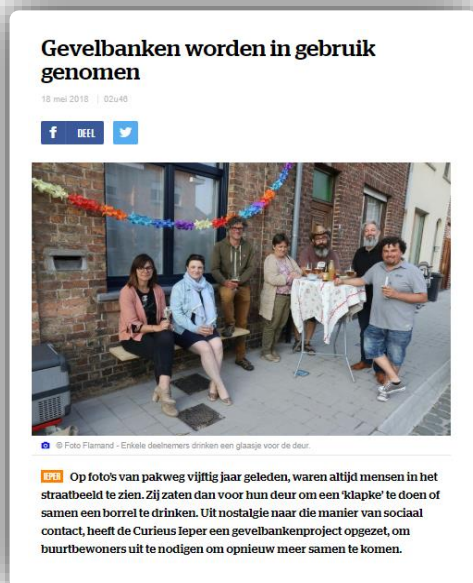 Gevelbanken worden in gebruik
genomen
18 mei 2018 | 02u46
f DEEL
© Foto Flamand - Enkele deelnemers drinken een glaasje voor de deur.
IEPER Op foto's van pakweg vijftig jaar geleden, waren altijd mensen in het
straatbeeld te zien. Zij zaten dan voor hun deur om een 'klapke' te doen of
samen een borrel te drinken. Uit nostalgie naar die manier van sociaal
contact, heeft de Curieus Ieper een gevelbankenproject opgezet, om
buurtbewoners uit te nodigen om opnieuw meer samen te komen.